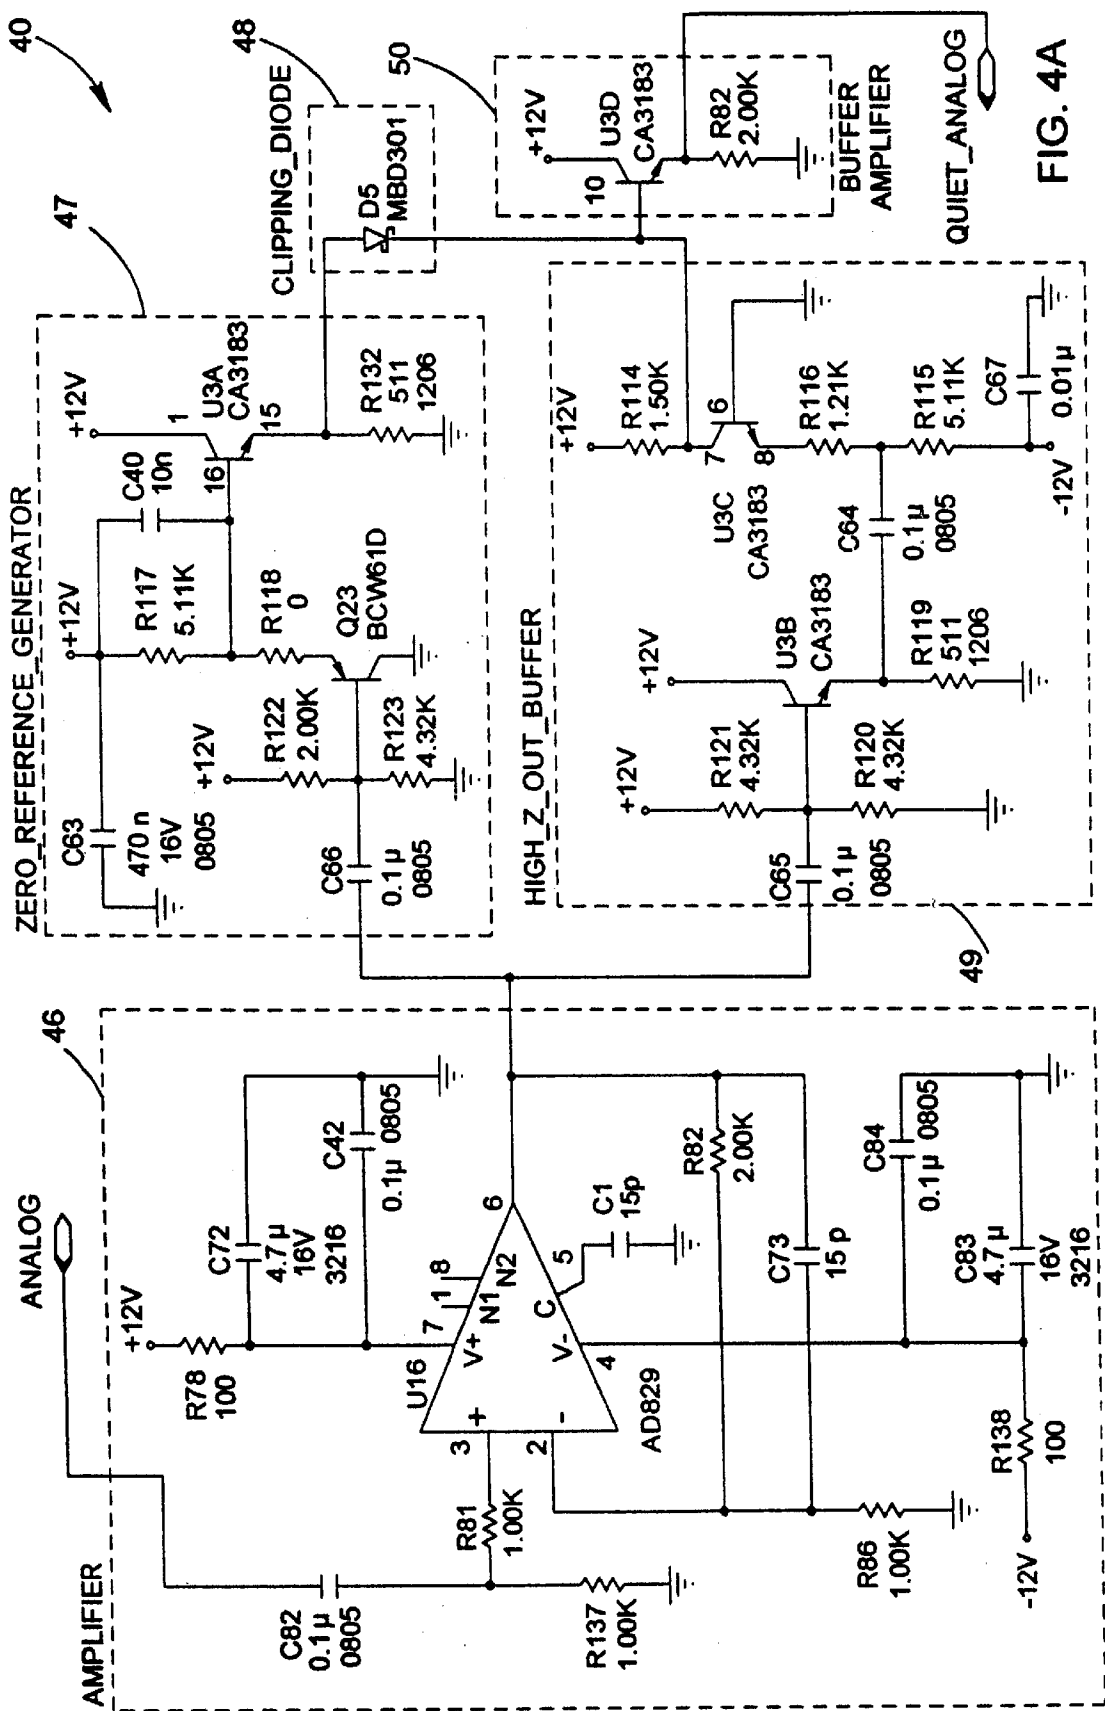 40
ANALOG
AMPLIFIER
46
+12V
R78
100
C72
4.7 µ
16V
3216
C42
0.1µ 0805
U16
7
1
8
V+
N1
N2
3
+
2
-
6
C
5
V-
4
AD829
C1
15p
R81
1.00K
C82
0.1 µ
0805
R137
1.00K
R82
2.00K
C73
15 p
R86
1.00K
C84
0.1µ 0805
C83
4.7 µ
16V
3216
R138
100
-12V
ZERO_REFERENCE_GENERATOR
47
C63
470 n
16V
0805
+12V
R117
5.11K
C40
10n
+12V
1
U3A
CA3183
16
15
R118
0
Q23
BCW61D
+12V
R122
2.00K
R123
4.32K
C66
0.1 µ
0805
R132
511
1206
CLIPPING_DIODE
48
D5
MBD301
HIGH_Z_OUT_BUFFER
49
+12V
R121
4.32K
R120
4.32K
C65
0.1 µ
0805
+12V
U3B
CA3183
R119
511
1206
C64
0.1 µ
0805
+12V
R114
1.50K
7
6
8
U3C
CA3183
R116
1.21K
R115
5.11K
C67
0.01µ
-12V
50
+12V
10
U3D
CA3183
R82
2.00K
BUFFER
AMPLIFIER
QUIET_ANALOG
FIG. 4A